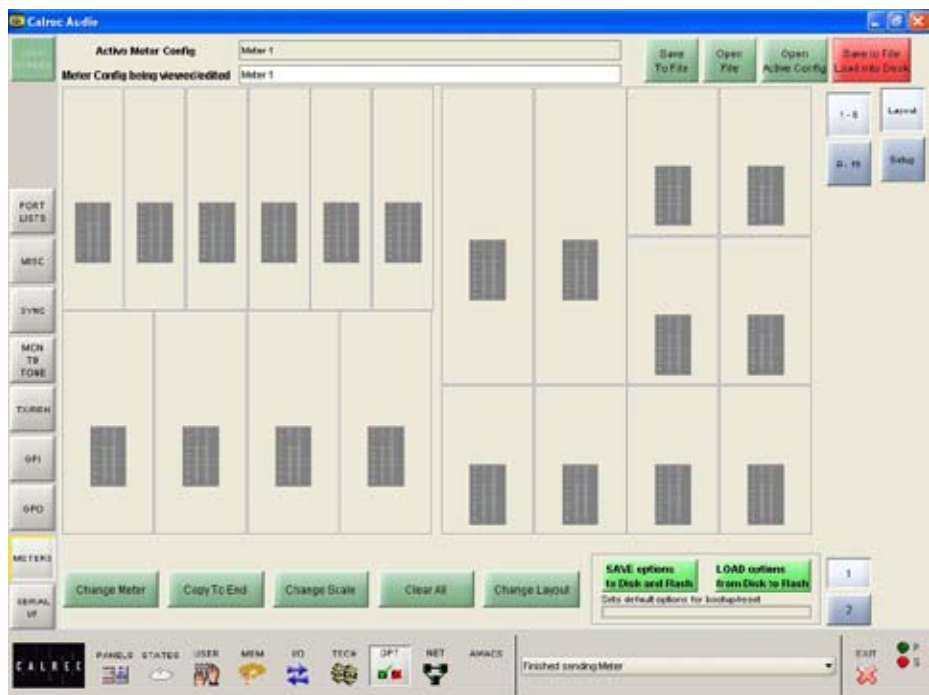 Calrec Audio
Active Meter Config
Meter 1
Meter Config being viewed/edited
Meter 1
Save To File
Open File
Open Active Config
Save to File Load into Desk
1 - 8
Layout
Setup
PORT LISTS
MISC
SYNC
MON TB TONE
TX/REH
GPI
GPO
METERS
SERIAL I/F
Change Meter
Copy To End
Change Scale
Clear All
Change Layout
SAVE options to Disk and Flash
LOAD options from Disk to Flash
Sets default options for bootup/reset
1
2
CALREC
PANELS
STATES
USER
MEM
I/O
TECH
OPT
NET
AWACS
Finished sending Meter
EXIT
P
S